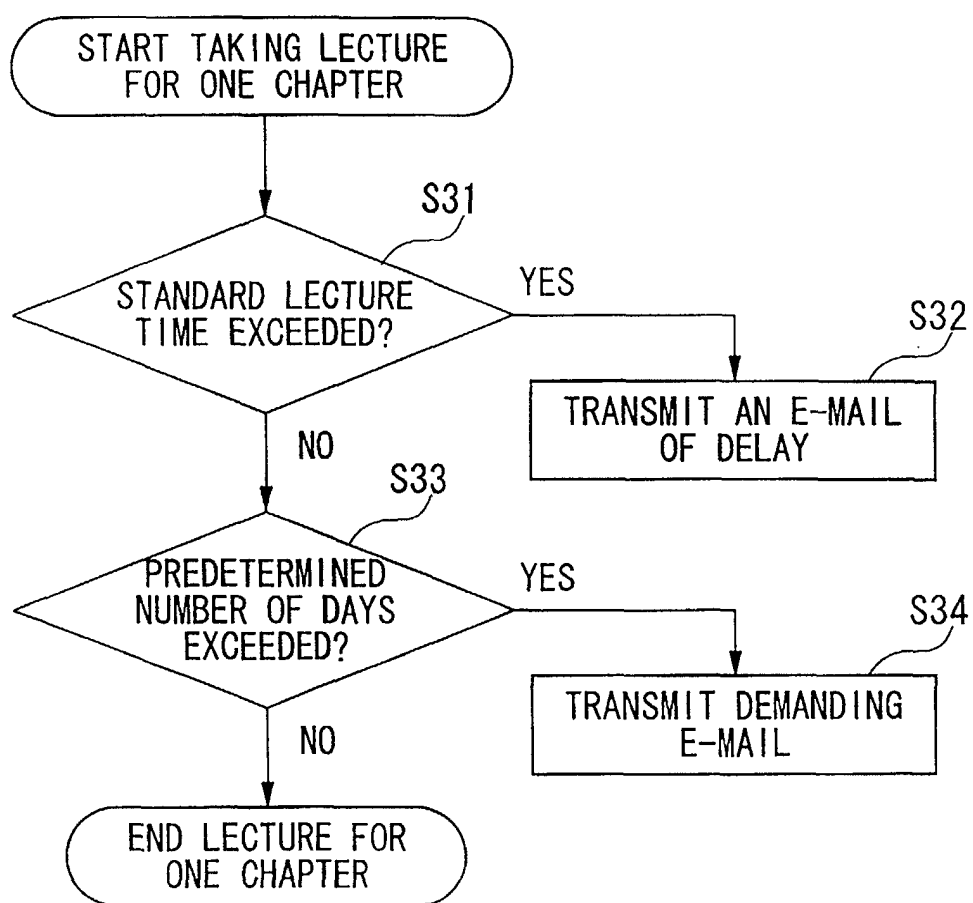 START TAKING LECTURE
FOR ONE CHAPTER
S31
STANDARD LECTURE
TIME EXCEEDED?
YES
S32
TRANSMIT AN E-MAIL
OF DELAY
NO
S33
PREDETERMINED
NUMBER OF DAYS
EXCEEDED?
YES
S34
TRANSMIT DEMANDING
E-MAIL
NO
END LECTURE FOR
ONE CHAPTER